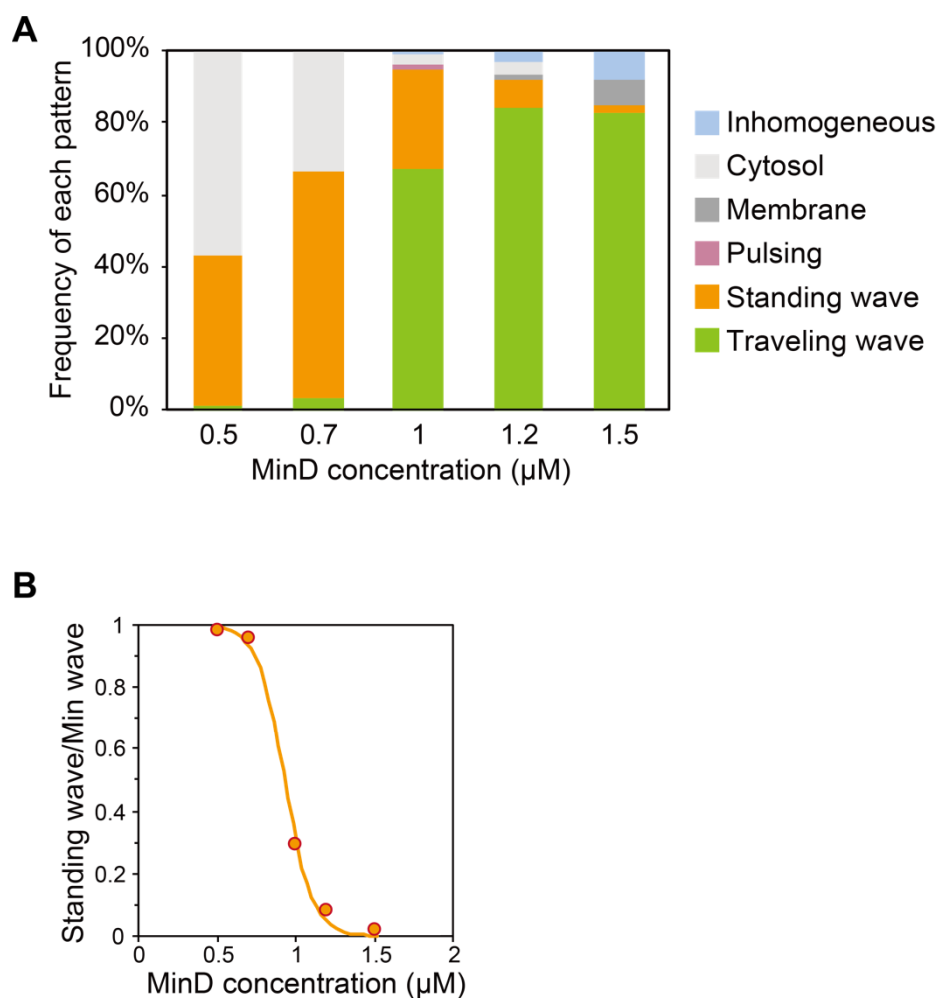 A
Frequency of each pattern
100%
80%
60%
40%
20%
0%
0.5 0.7 1 1.2 1.5
MinD concentration (µM)
Inhomogeneous
Cytosol
Membrane
Pulsing
Standing wave
Traveling wave
B
Standing wave/Min wave
1
0.8
0.6
0.4
0.2
0
0 0.5 1 1.5 2
MinD concentration (µM)